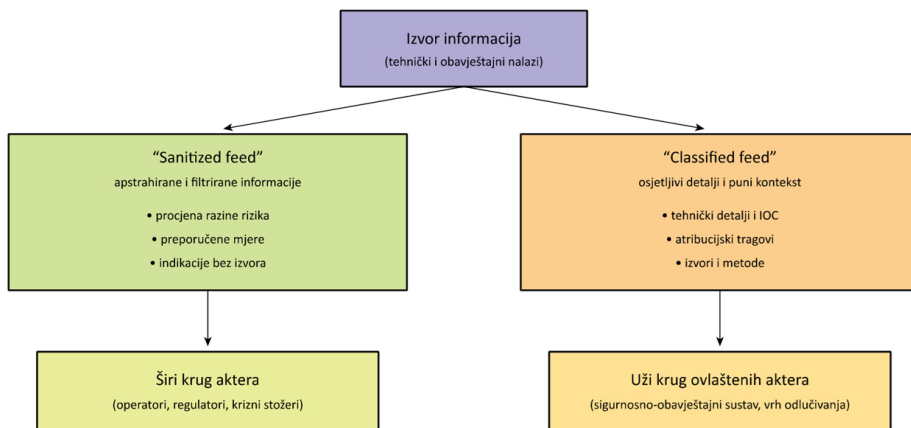 Izvor informacija
(tehnički i obavještajni nalazi)
“Sanitized feed”
apstrahirane i filtrirane informacije
• procjena razine rizika
• preporučene mjere
• indikacije bez izvora
“Classified feed”
osjetljivi detalji i puni kontekst
• tehnički detalji i IOC
• atribucijski tragovi
• izvori i metode
Širi krug aktera
(operatori, regulatori, krizni stožeri)
Uži krug ovlaštenih aktera
(sigurnosno-obavještajni sustav, vrh odlučivanja)